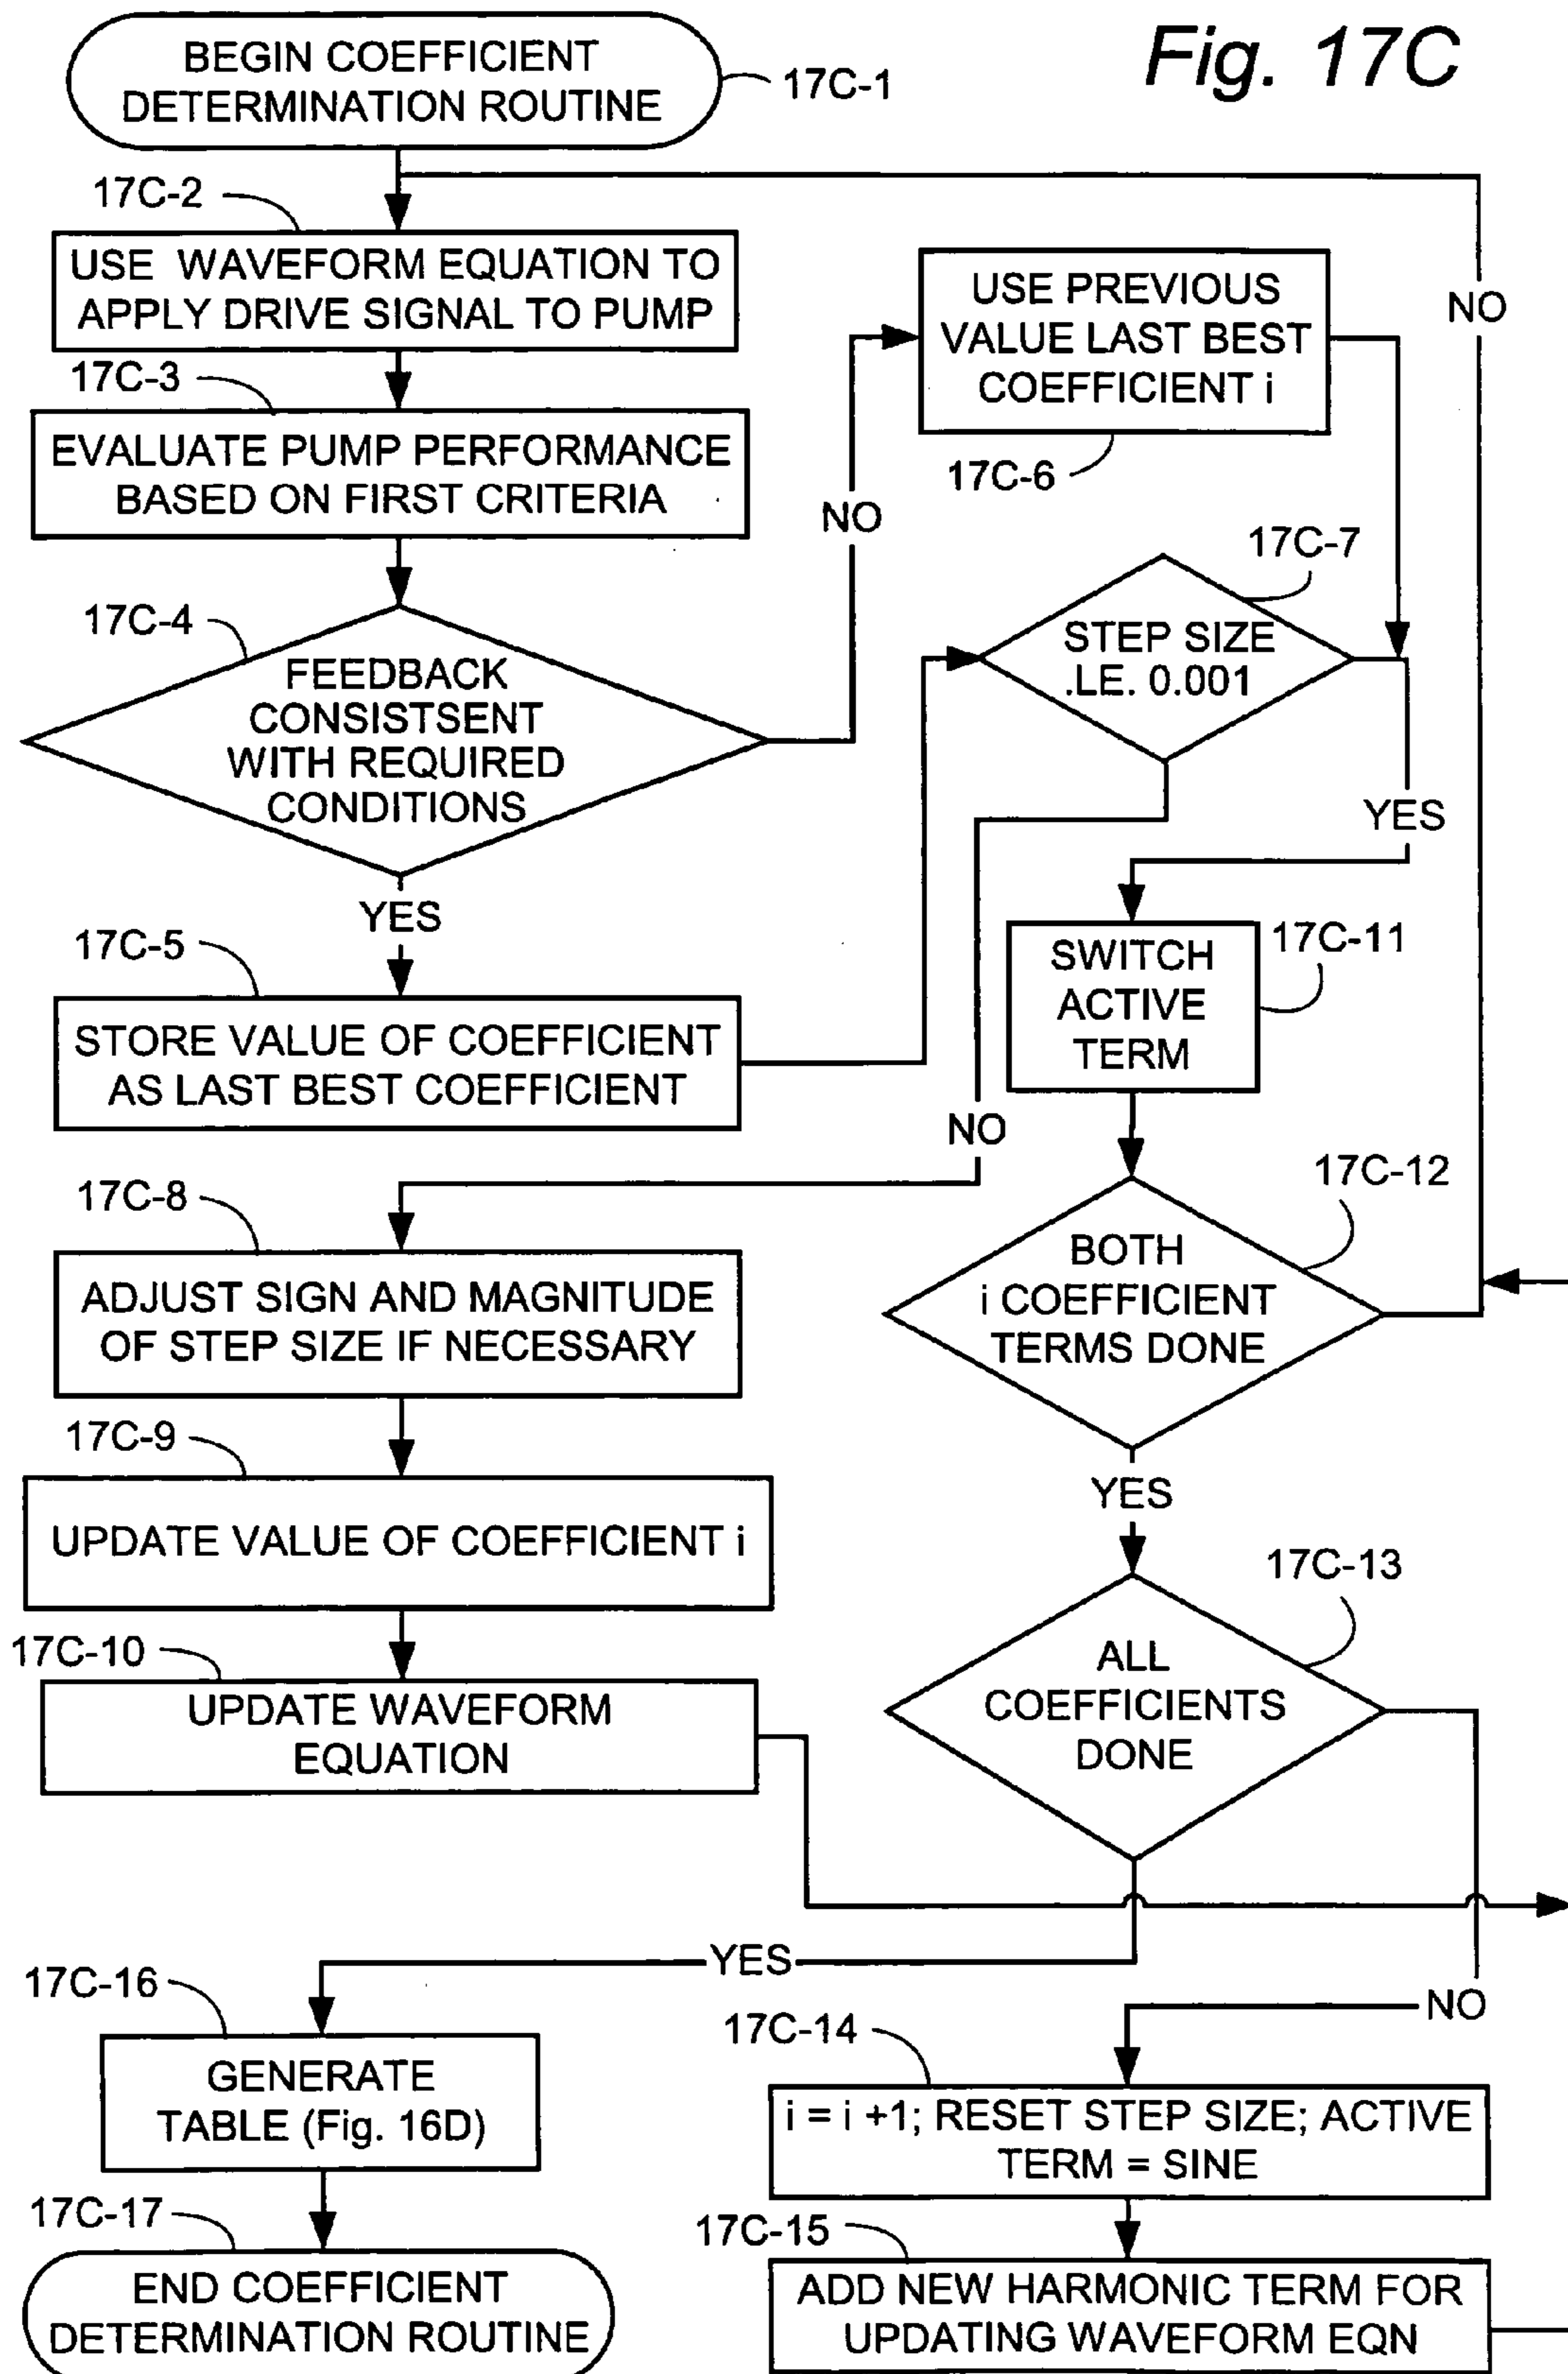 Fig. 17C
BEGIN COEFFICIENT
DETERMINATION ROUTINE
17C-1
17C-2
USE WAVEFORM EQUATION TO
APPLY DRIVE SIGNAL TO PUMP
17C-3
EVALUATE PUMP PERFORMANCE
BASED ON FIRST CRITERIA
17C-4
FEEDBACK
CONSISTSENT
WITH REQUIRED
CONDITIONS
NO
YES
17C-5
STORE VALUE OF COEFFICIENT
AS LAST BEST COEFFICIENT
USE PREVIOUS
VALUE LAST BEST
COEFFICIENT i
17C-6
NO
17C-7
STEP SIZE
.LE. 0.001
YES
NO
17C-8
ADJUST SIGN AND MAGNITUDE
OF STEP SIZE IF NECESSARY
17C-9
UPDATE VALUE OF COEFFICIENT i
17C-10
UPDATE WAVEFORM
EQUATION
SWITCH
ACTIVE
TERM
17C-11
17C-12
BOTH
i COEFFICIENT
TERMS DONE
YES
17C-13
ALL
COEFFICIENTS
DONE
YES
NO
17C-16
GENERATE
TABLE (Fig. 16D)
17C-17
END COEFFICIENT
DETERMINATION ROUTINE
17C-14
i = i +1; RESET STEP SIZE; ACTIVE
TERM = SINE
17C-15
ADD NEW HARMONIC TERM FOR
UPDATING WAVEFORM EQN